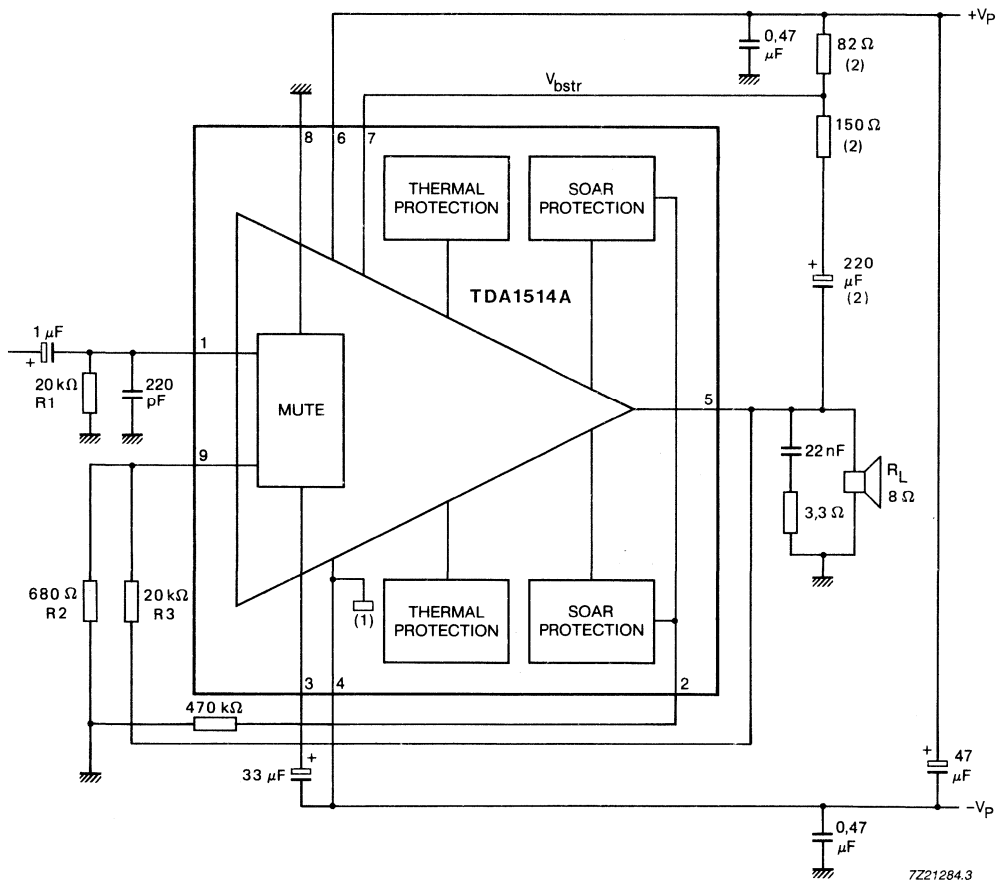 +VP
0,47
µF
82 Ω
(2)
Vbstr
150 Ω
(2)
8
6
7
THERMAL
PROTECTION
SOAR
PROTECTION
TDA1514A
+
220
µF
(2)
1 µF
+
1
20 kΩ
R1
220
pF
MUTE
5
9
22 nF
RL
8 Ω
3,3 Ω
680 Ω
R2
20 kΩ
R3
(1)
THERMAL
PROTECTION
SOAR
PROTECTION
3
4
2
470 kΩ
33 µF
+
+
47
µF
−VP
0,47
µF
7Z21284.3